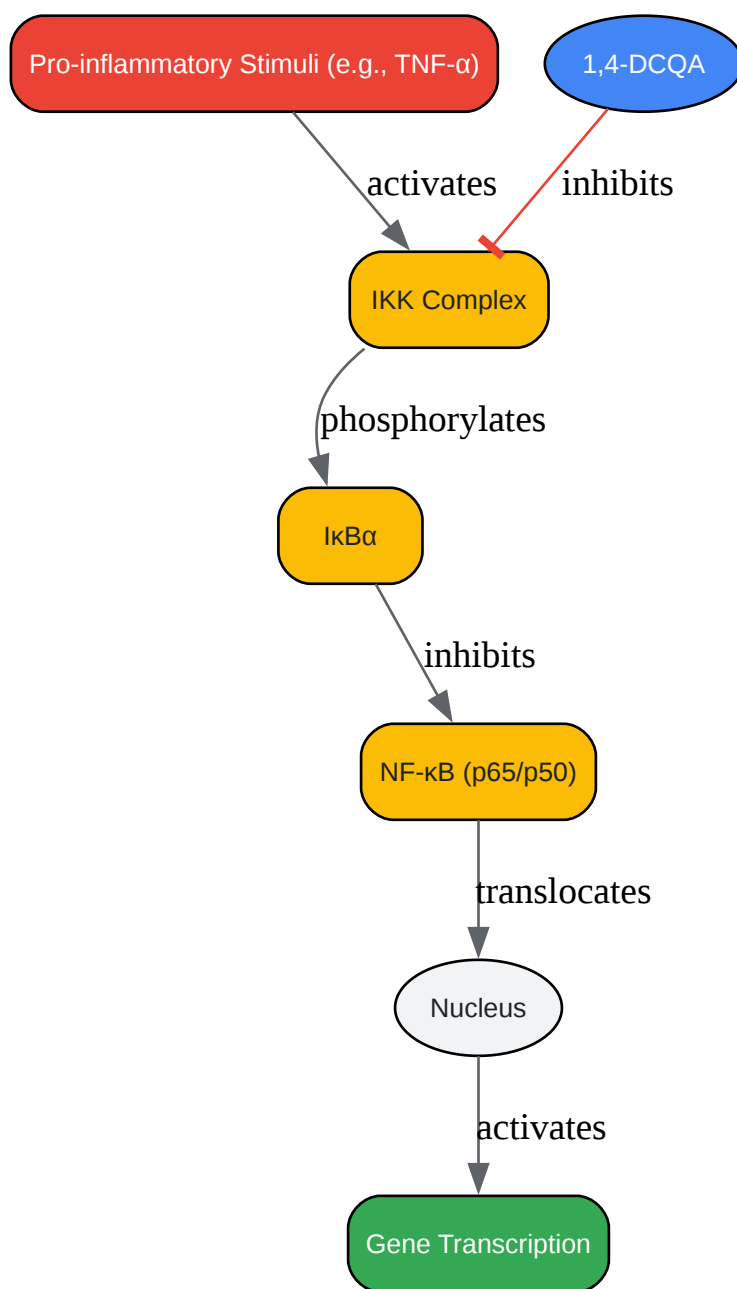 Pro-inflammatory Stimuli (e.g., TNF-α)
1,4-DCQA
activates
inhibits
IKK Complex
phosphorylates
IκBα
inhibits
NF-κB (p65/p50)
translocates
Nucleus
activates
Gene Transcription